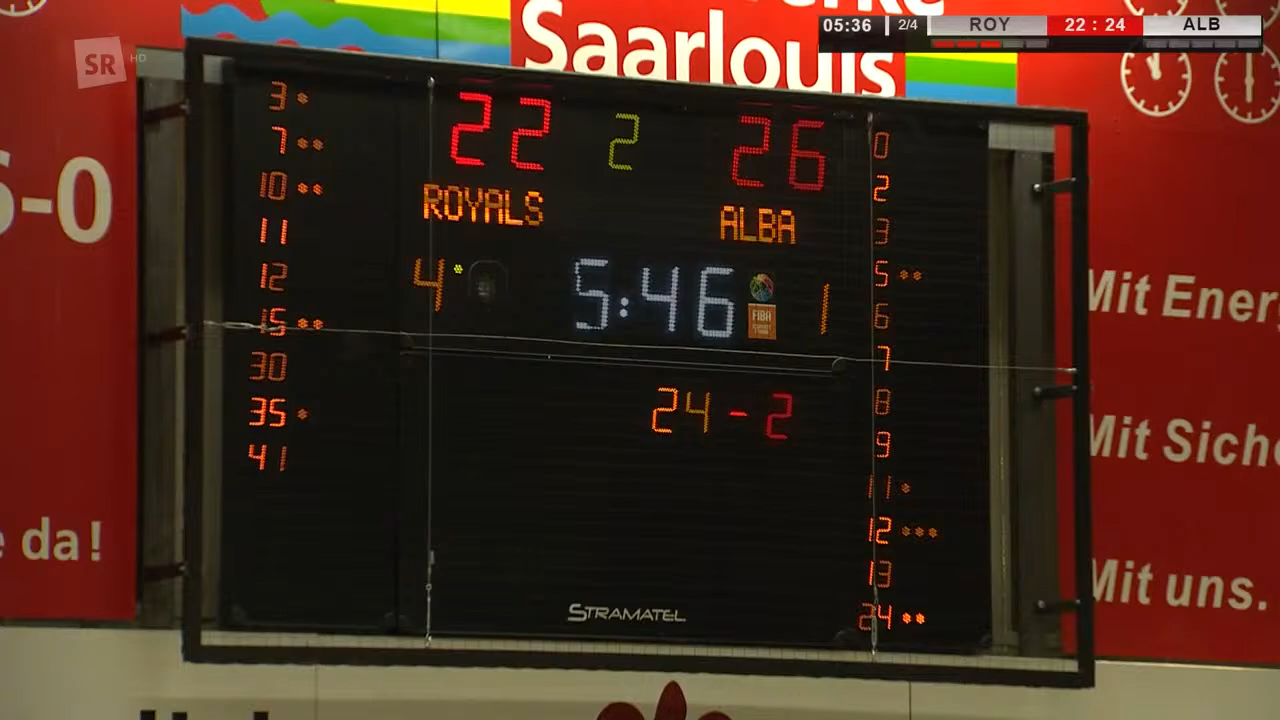 Saarlouis
05:36 2/4 ROY 22 : 24 ALB
SR HD
22 2 26
ROYALS ALBA
4 5:46 1
FIBA
24 - 2
3
7
10
11
12
15
30
35
41
0
2
3
5
6
7
8
9
11
12
13
24
STRAMATEL
-0
da!
Mit Ener
Mit Siche
Mit uns.